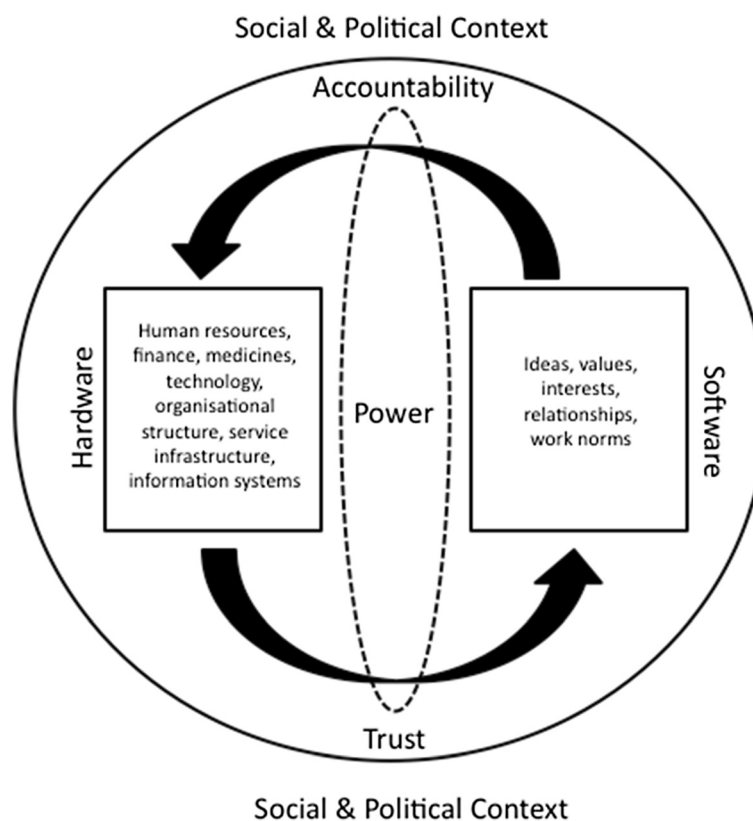 Social & Political Context
Accountability
Hardware
Human resources,
finance, medicines,
technology,
organisational
structure, service
infrastructure,
information systems
Power
Ideas, values,
interests,
relationships,
work norms
Software
Trust
Social & Political Context